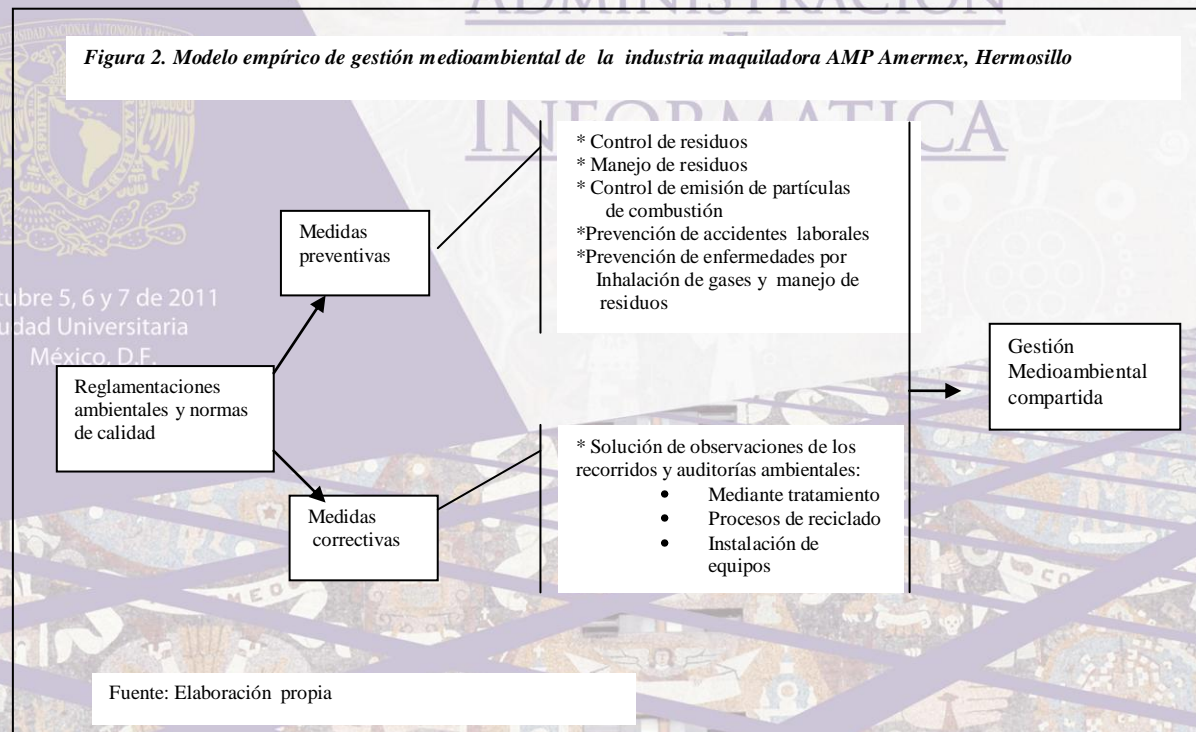 ADMINISTRACIÓN
INFORMATICA
Figura 2. Modelo empírico de gestión medioambiental de la industria maquiladora AMP Amermex, Hermosillo
* Control de residuos
* Manejo de residuos
* Control de emisión de partículas
de combustión
*Prevención de accidentes laborales
*Prevención de enfermedades por
Inhalación de gases y manejo de
residuos
Medidas
preventivas
5, 6 y 7 de 2011
Universitaria
México, D.F.
Reglamentaciones
ambientales y normas
de calidad
Gestión
Medioambiental
compartida
* Solución de observaciones de los
recorridos y auditorías ambientales:
• Mediante tratamiento
• Procesos de reciclado
• Instalación de
equipos
Medidas
correctivas
Fuente: Elaboración propia